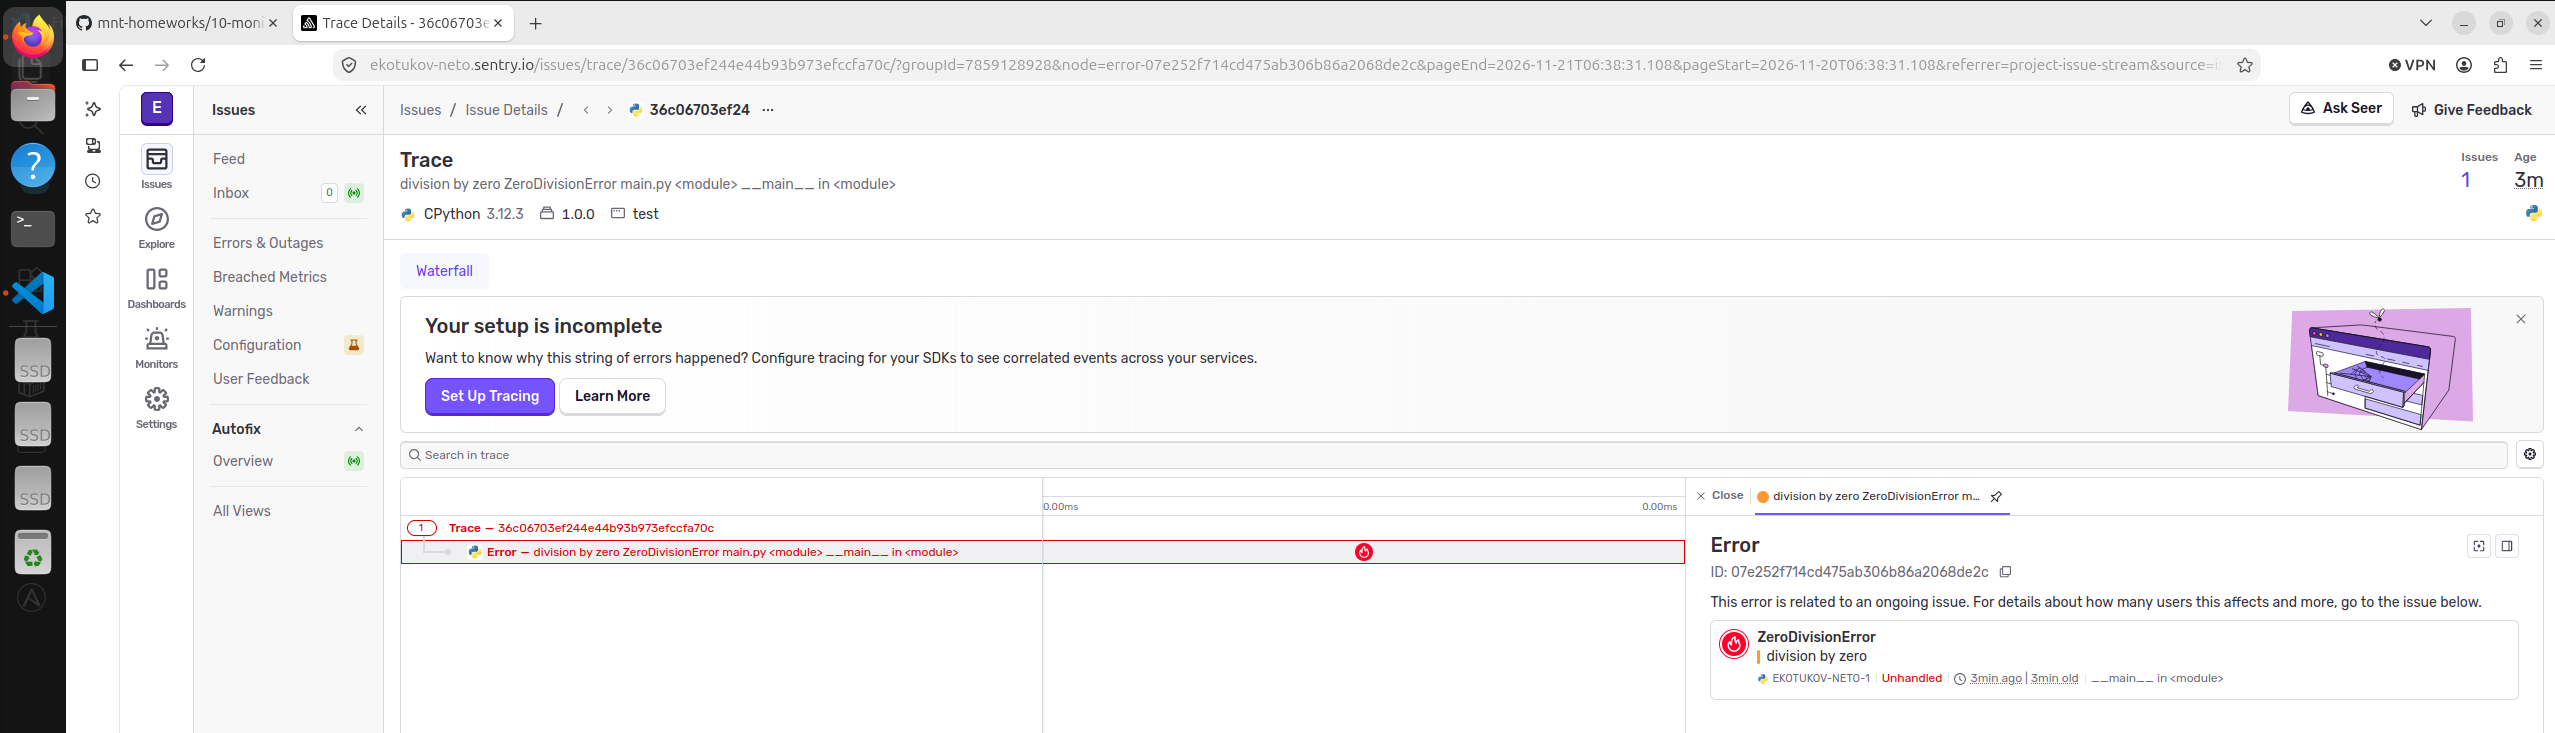 mnt-homeworks/10-moni
Trace Details - 36c06703e
ekotukov-neto.sentry.io/issues/trace/36c06703ef244e44b93b973efccfa70c/?groupId=7859128928&node=error-07e252f714cd475ab306b86a2068de2c&pageEnd=2026-11-21T06:38:31.108&pageStart=2026-11-20T06:38:31.108&referrer=project-issue-stream&source=i
VPN
E
Issues
Explore
Dashboards
Monitors
Settings
Issues
Feed
Inbox 0
Errors & Outages
Breached Metrics
Warnings
Configuration
User Feedback
Autofix
Overview
All Views
Issues / Issue Details / 36c06703ef24 ···
Ask Seer
Give Feedback
Trace
division by zero ZeroDivisionError main.py <module> __main__ in <module>
CPython 3.12.3 1.0.0 test
Issues Age
1 3m
Waterfall
Your setup is incomplete
Want to know why this string of errors happened? Configure tracing for your SDKs to see correlated events across your services.
Set Up Tracing Learn More
Search in trace
0.00ms 0.00ms
1 Trace — 36c06703ef244e44b93b973efccfa70c
Error — division by zero ZeroDivisionError main.py <module> __main__ in <module>
Close division by zero ZeroDivisionError m...
Error
ID: 07e252f714cd475ab306b86a2068de2c
This error is related to an ongoing issue. For details about how many users this affects and more, go to the issue below.
ZeroDivisionError
division by zero
EKOTUKOV-NETO-1 Unhandled 3min ago | 3min old __main__ in <module>
>_
?
SSD
SSD
SSD